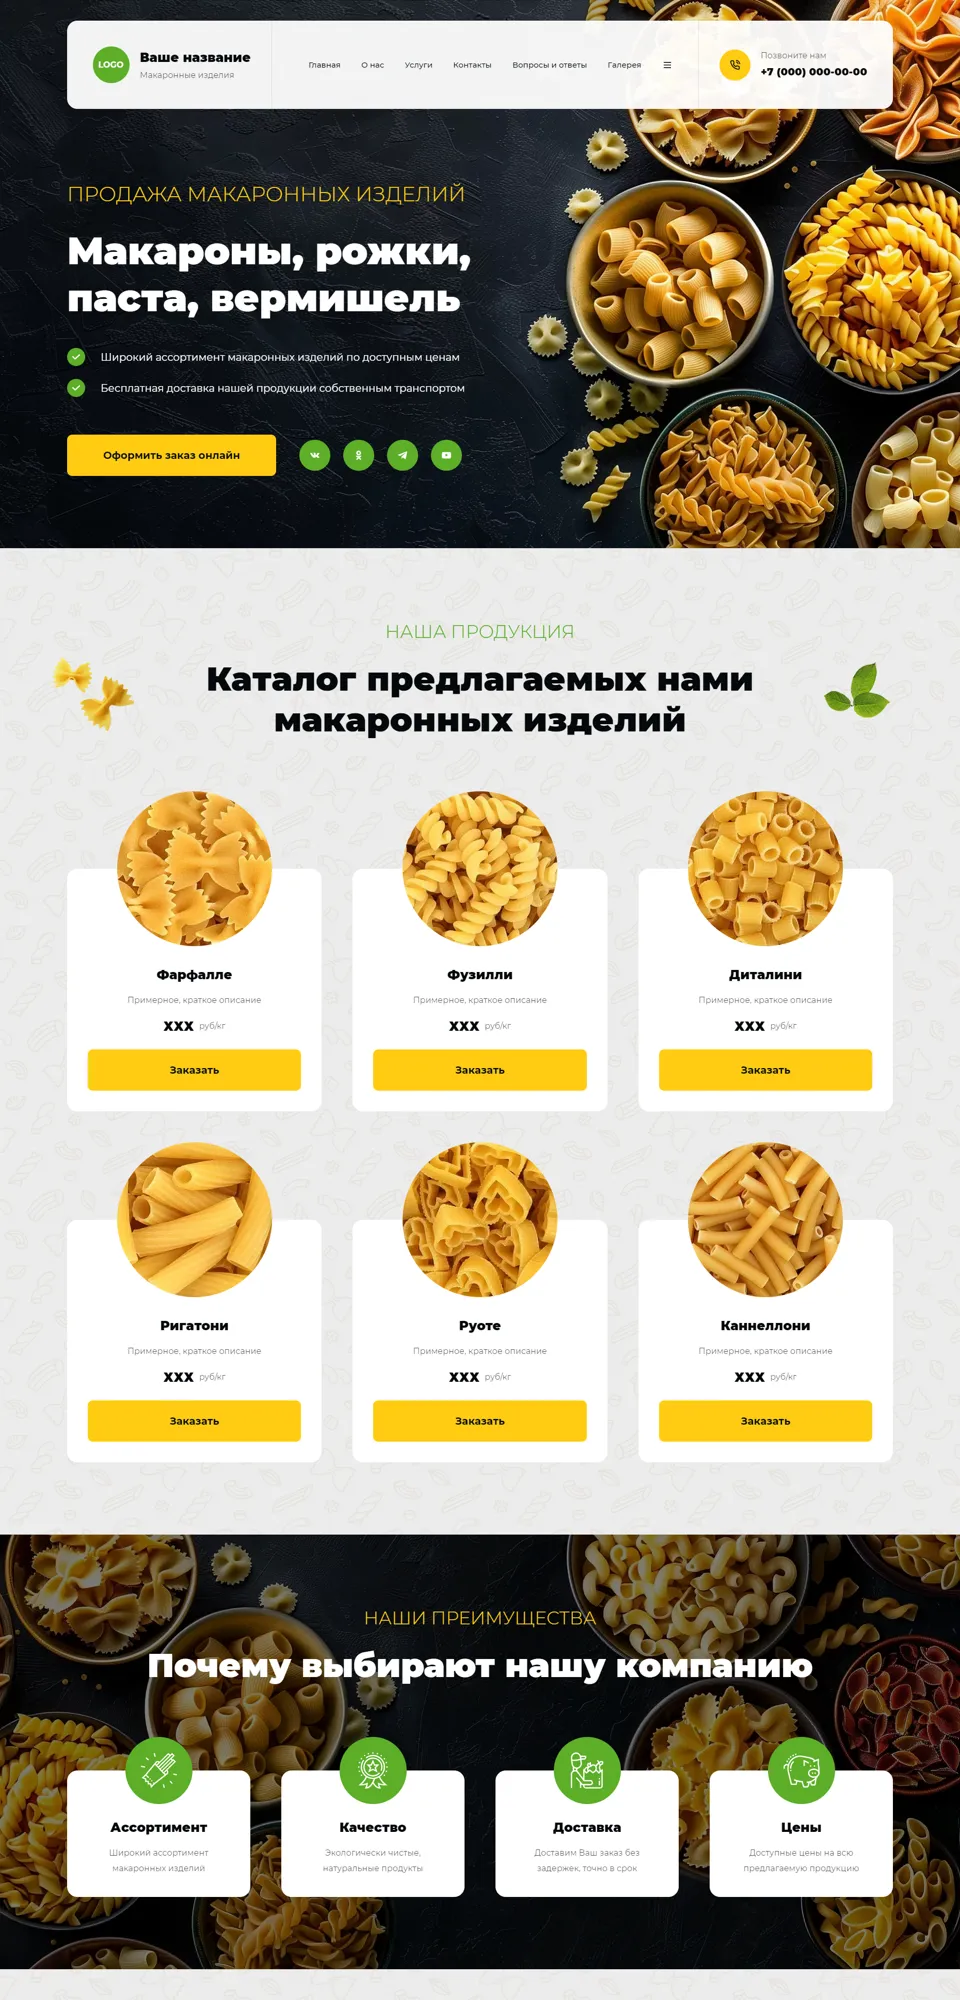 LOGO
Ваше название
Макаронные изделия
Главная
О нас
Услуги
Контакты
Вопросы и ответы
Галерея
Позвоните нам
+7 (000) 000-00-00
ПРОДАЖА МАКАРОННЫХ ИЗДЕЛИЙ
Макароны, рожки,
паста, вермишель
Широкий ассортимент макаронных изделий по доступным ценам
Бесплатная доставка нашей продукции собственным транспортом
Оформить заказ онлайн
НАША ПРОДУКЦИЯ
Каталог предлагаемых нами
макаронных изделий
Фарфалле
Примерное, краткое описание
XXX руб/кг
Заказать
Фузилли
Примерное, краткое описание
XXX руб/кг
Заказать
Диталини
Примерное, краткое описание
XXX руб/кг
Заказать
Ригатони
Примерное, краткое описание
XXX руб/кг
Заказать
Руоте
Примерное, краткое описание
XXX руб/кг
Заказать
Каннеллони
Примерное, краткое описание
XXX руб/кг
Заказать
НАШИ ПРЕИМУЩЕСТВА
Почему выбирают нашу компанию
Ассортимент
Широкий ассортимент
макаронных изделий
Качество
Экологически чистые,
натуральные продукты
Доставка
Доставим Ваш заказ без
задержек, точно в срок
Цены
Доступные цены на всю
предлагаемую продукцию